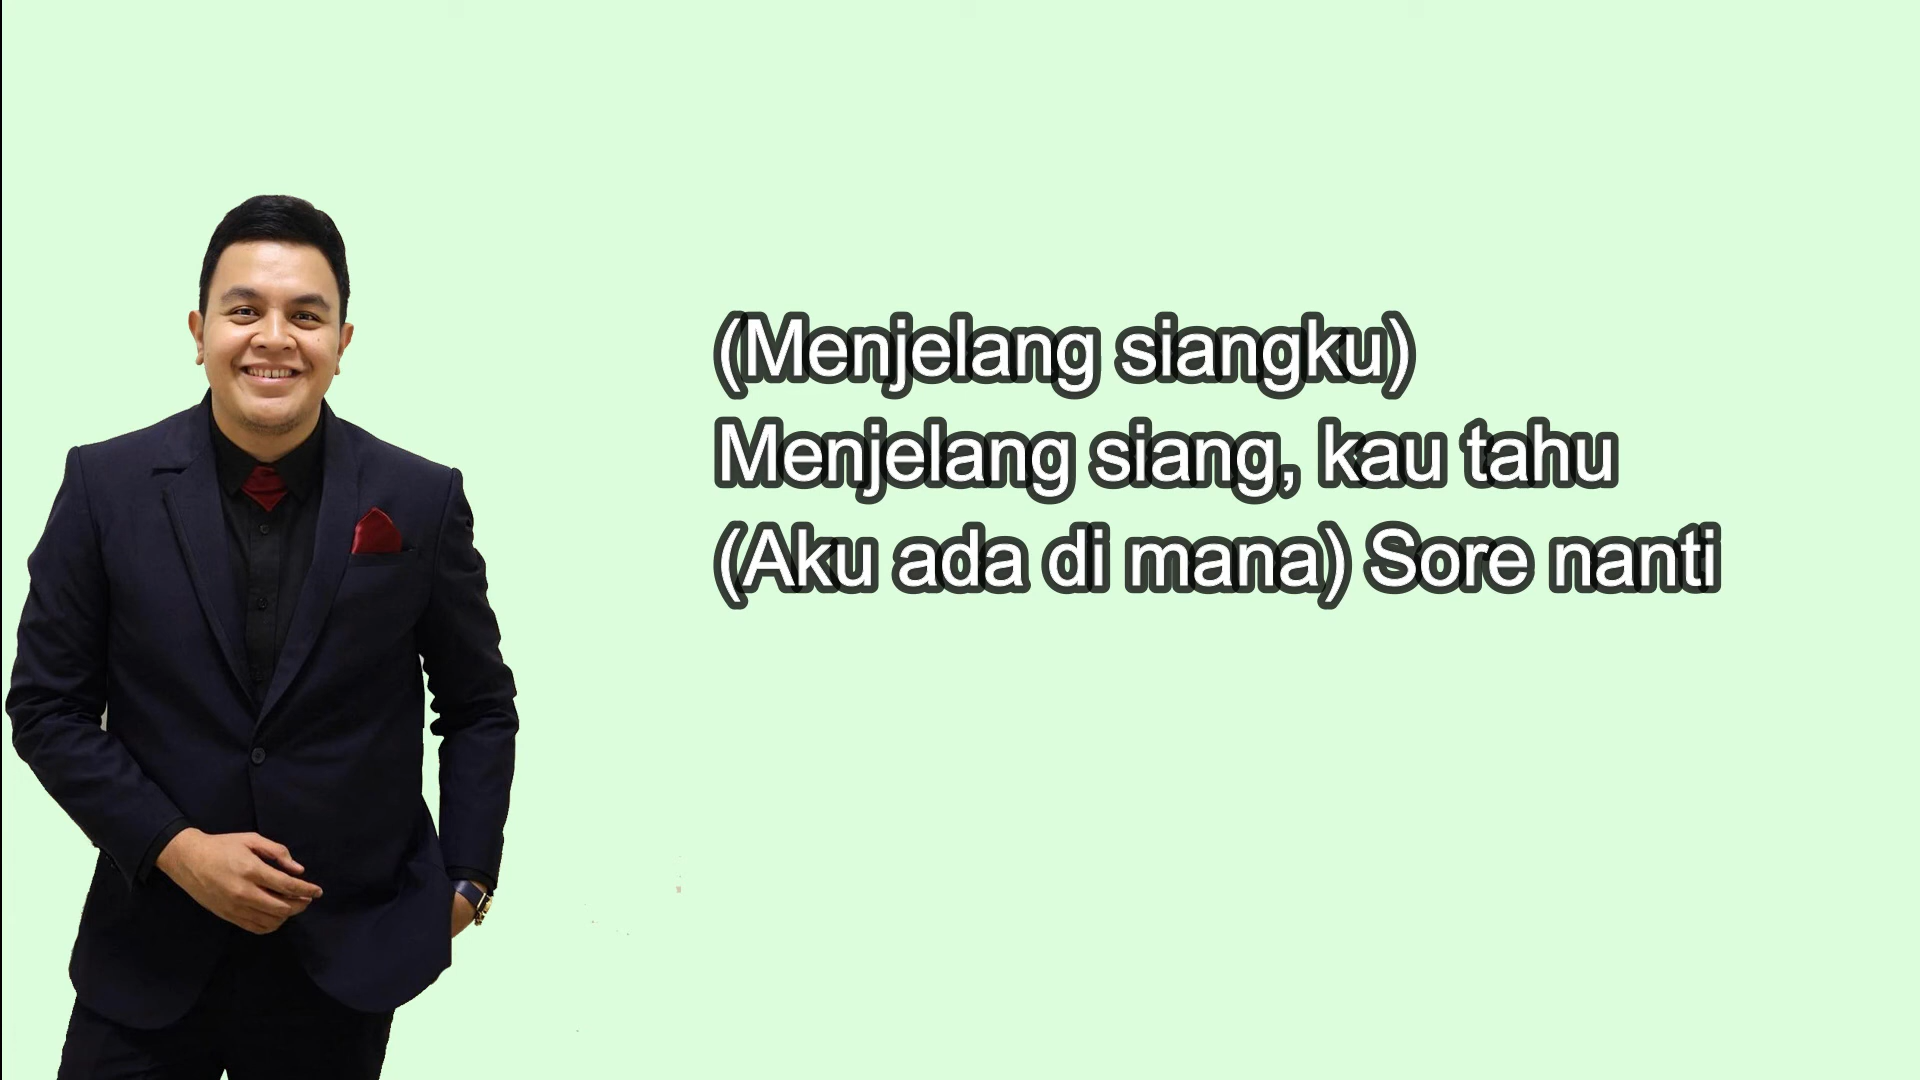 (Menjelang siangku)
Menjelang siang, kau tahu
(Aku ada di mana) Sore nanti